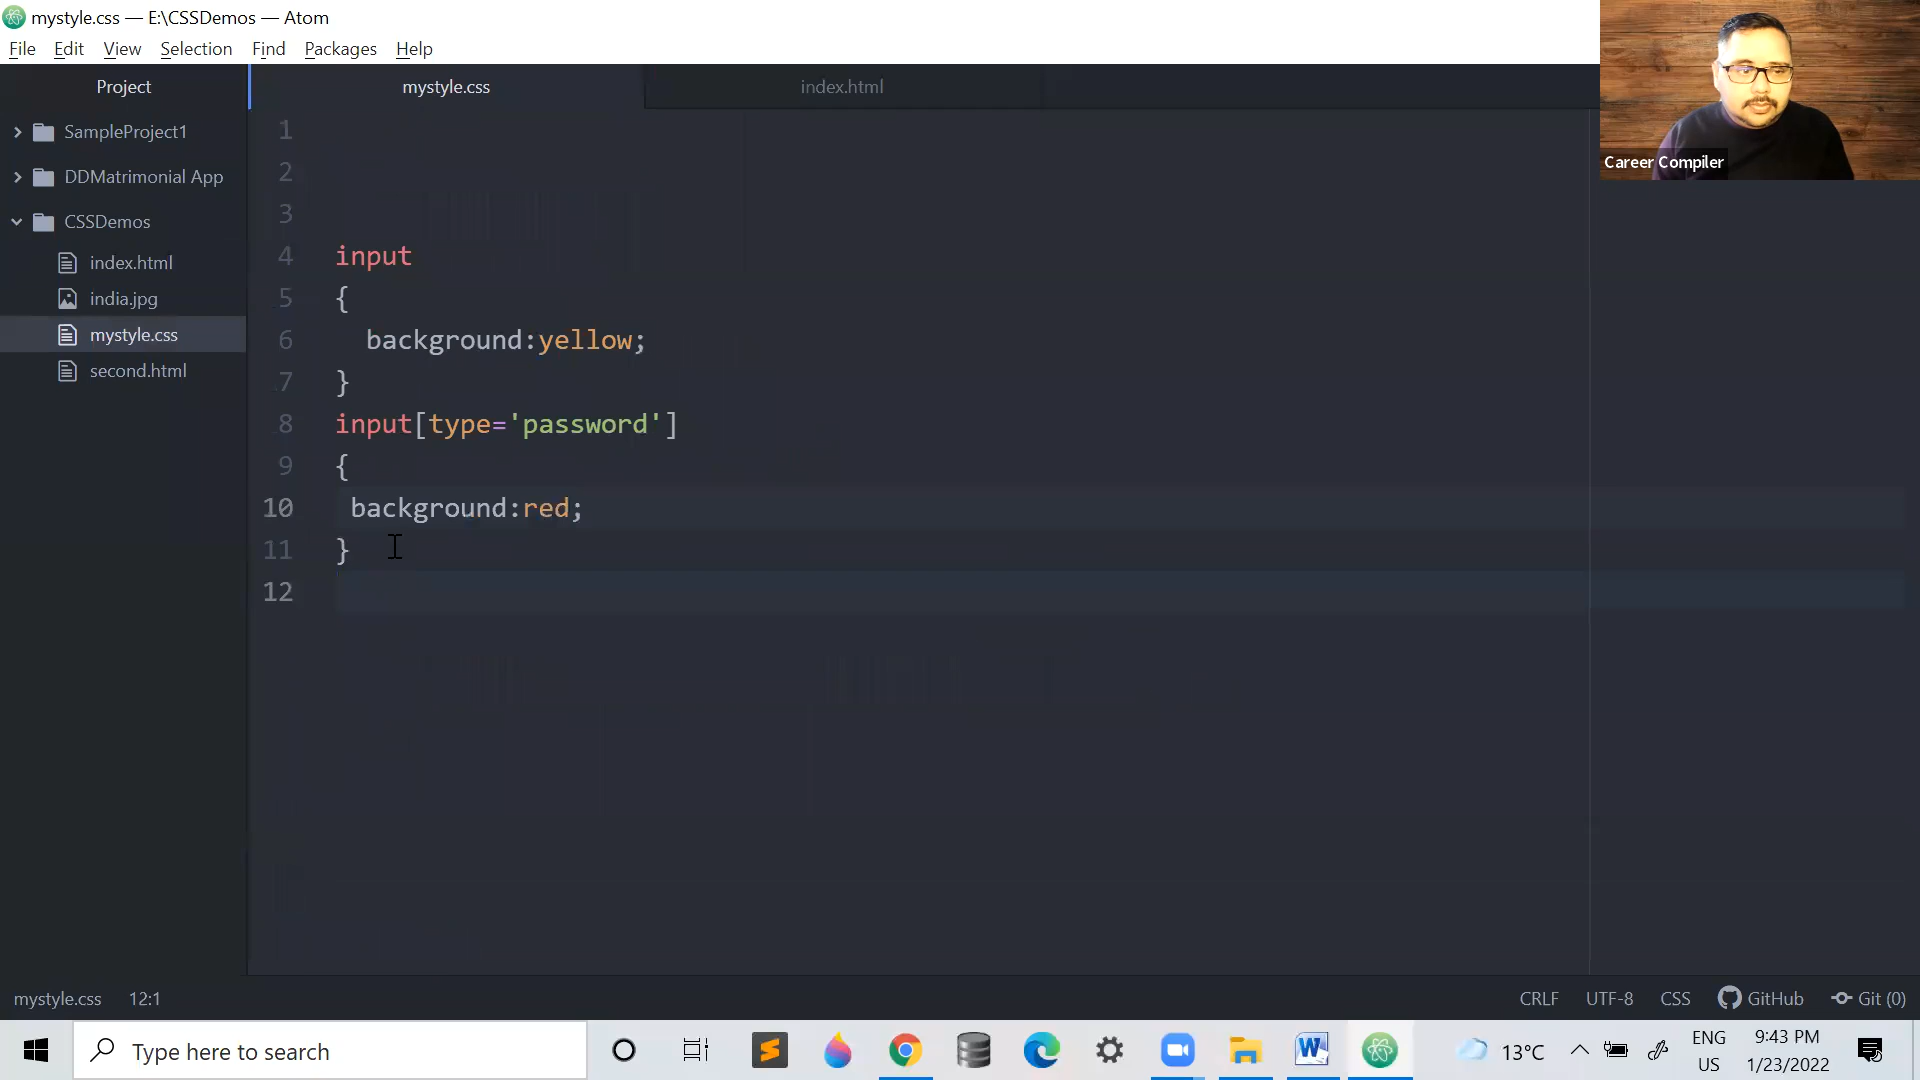 mystyle.css — E:\CSSDemos — Atom
File Edit View Selection Find Packages Help
Project
mystyle.css
index.html
SampleProject1
DDMatrimonial App
CSSDemos
index.html
india.jpg
mystyle.css
second.html
1
2
3
4 input
5 {
6 background:yellow;
7 }
8 input[type='password']
9 {
10 background:red;
11 }
12
Career Compiler
mystyle.css 12:1
CRLF UTF-8 CSS GitHub Git (0)
Type here to search
13°C
ENG
US
9:43 PM
1/23/2022